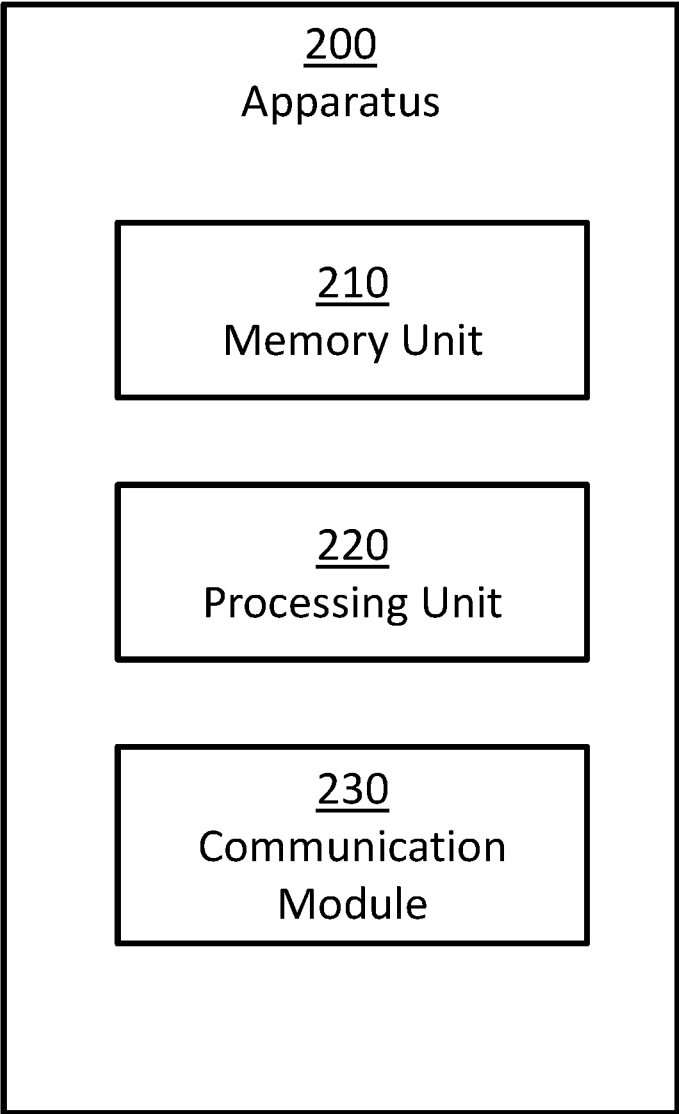 200
Apparatus
210
Memory Unit
220
Processing Unit
230
Communication
Module